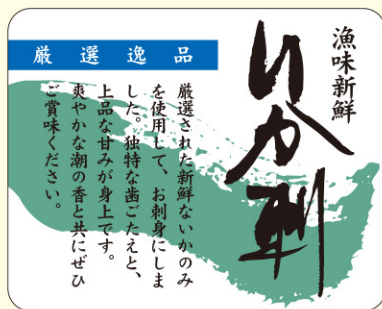 漁味新鮮
いか刺
厳選逸品
厳選された新鮮ないかのみ
を使用して、お刺身にしま
した。独特な歯ごたえと、
上品な甘みが身上です。
爽やかな潮の香と共にぜひ
ご賞味ください。